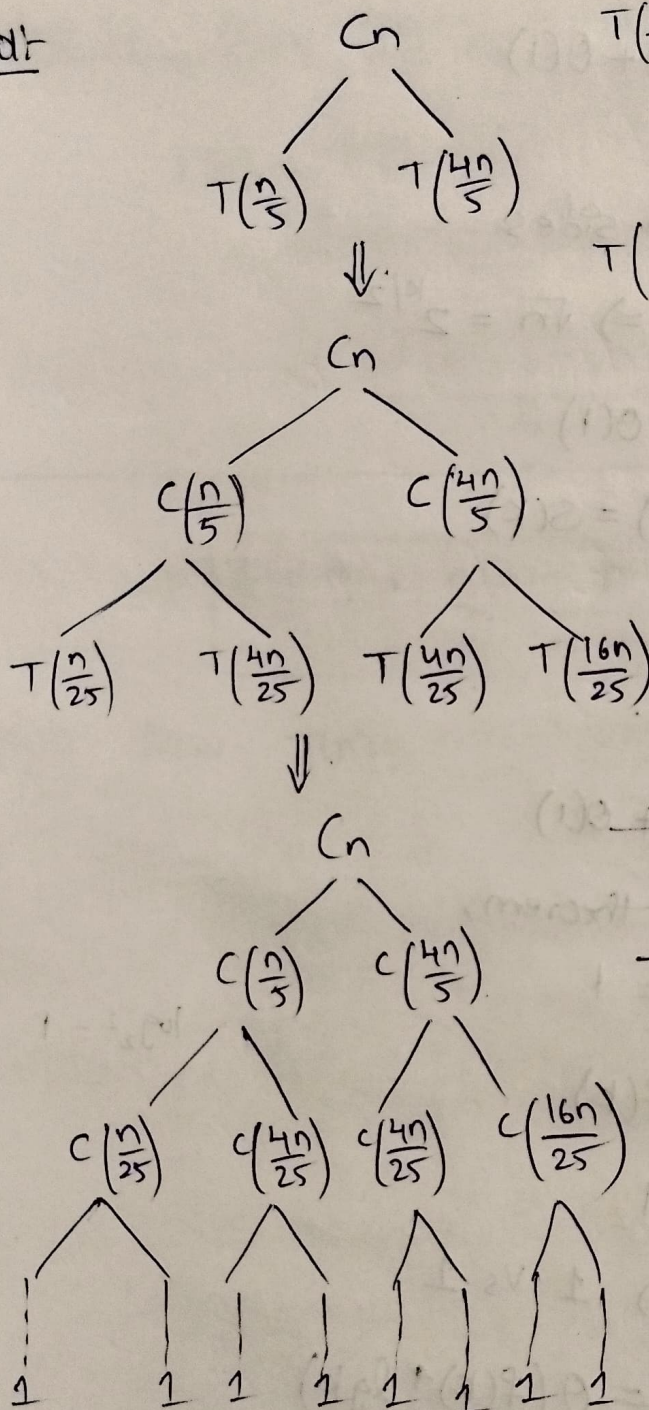 Cn T(
T(n/5) T(4n/5)
⇓ T(
Cn
C(n/5) C(4n/5)
T(n/25) T(4n/25) T(4n/25) T(16n/25)
⇓
Cn
C(n/5) C(4n/5)
C(n/25) C(4n/25) C(4n/25) C(16n/25)
1 1 1 1 1 1 1 1